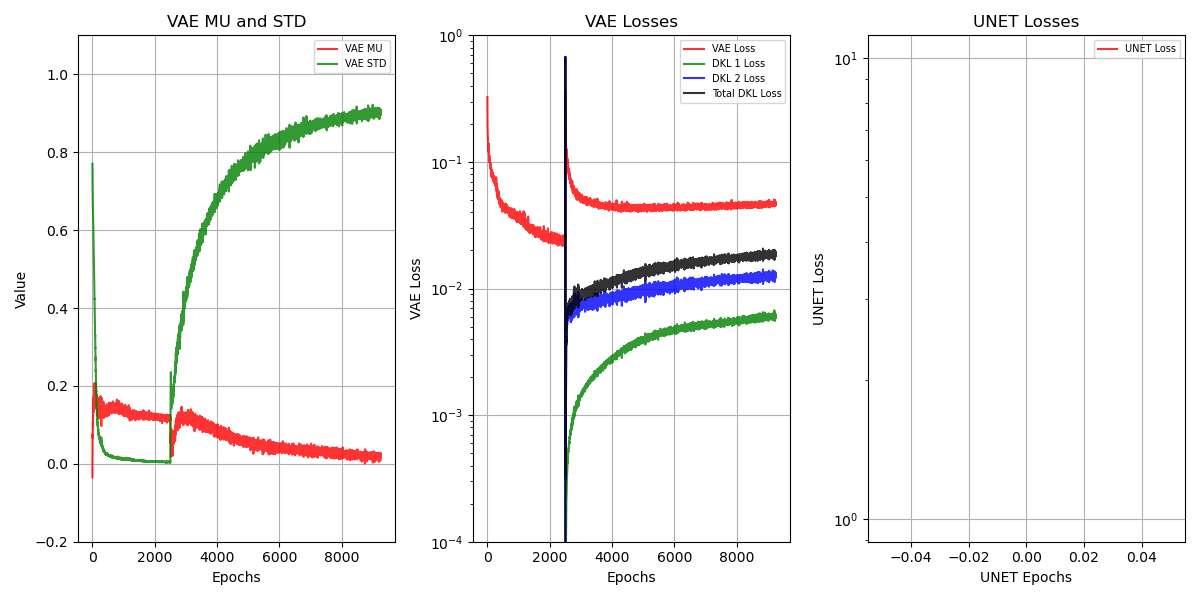 VAE MU and STD
VAE MU
VAE STD
1.0
0.8
0.6
0.4
0.2
0.0
−0.2
Value
0
2000
4000
6000
8000
Epochs
VAE Losses
VAE Loss
DKL 1 Loss
DKL 2 Loss
Total DKL Loss
10⁰
10⁻¹
10⁻²
10⁻³
10⁻⁴
VAE Loss
0
2000
4000
6000
8000
Epochs
UNET Losses
UNET Loss
10¹
10⁰
UNET Loss
−0.04
−0.02
0.00
0.02
0.04
UNET Epochs